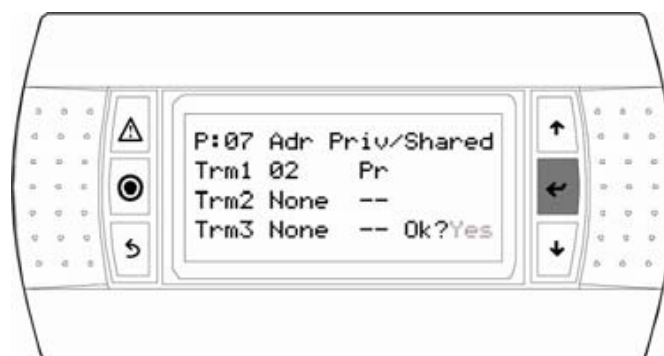 P:07 Adr Priv/Shared
Trm1 02 Pr
Trm2 None --
Trm3 None -- Ok?Yes